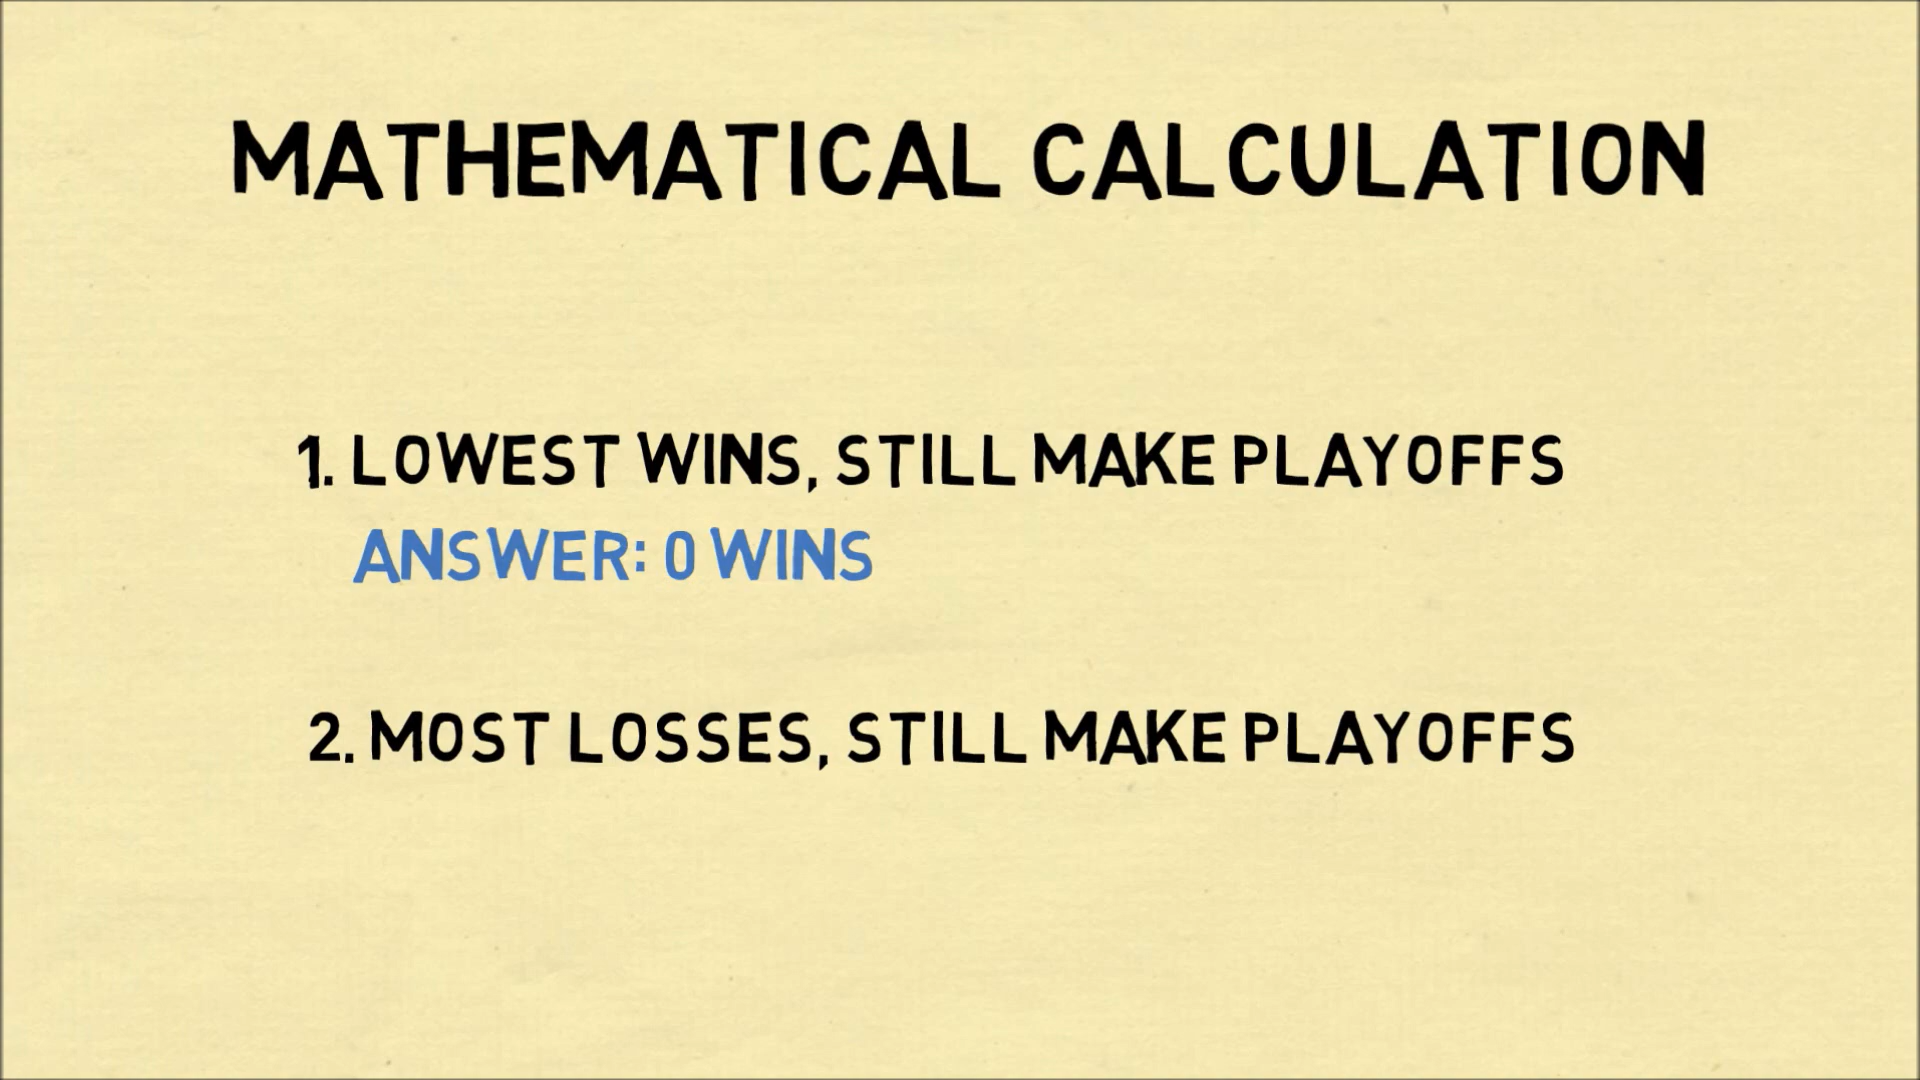 MATHEMATICAL CALCULATION
1. LOWEST WINS, STILL MAKE PLAYOFFS
ANSWER: 0 WINS
2. MOST LOSSES, STILL MAKE PLAYOFFS